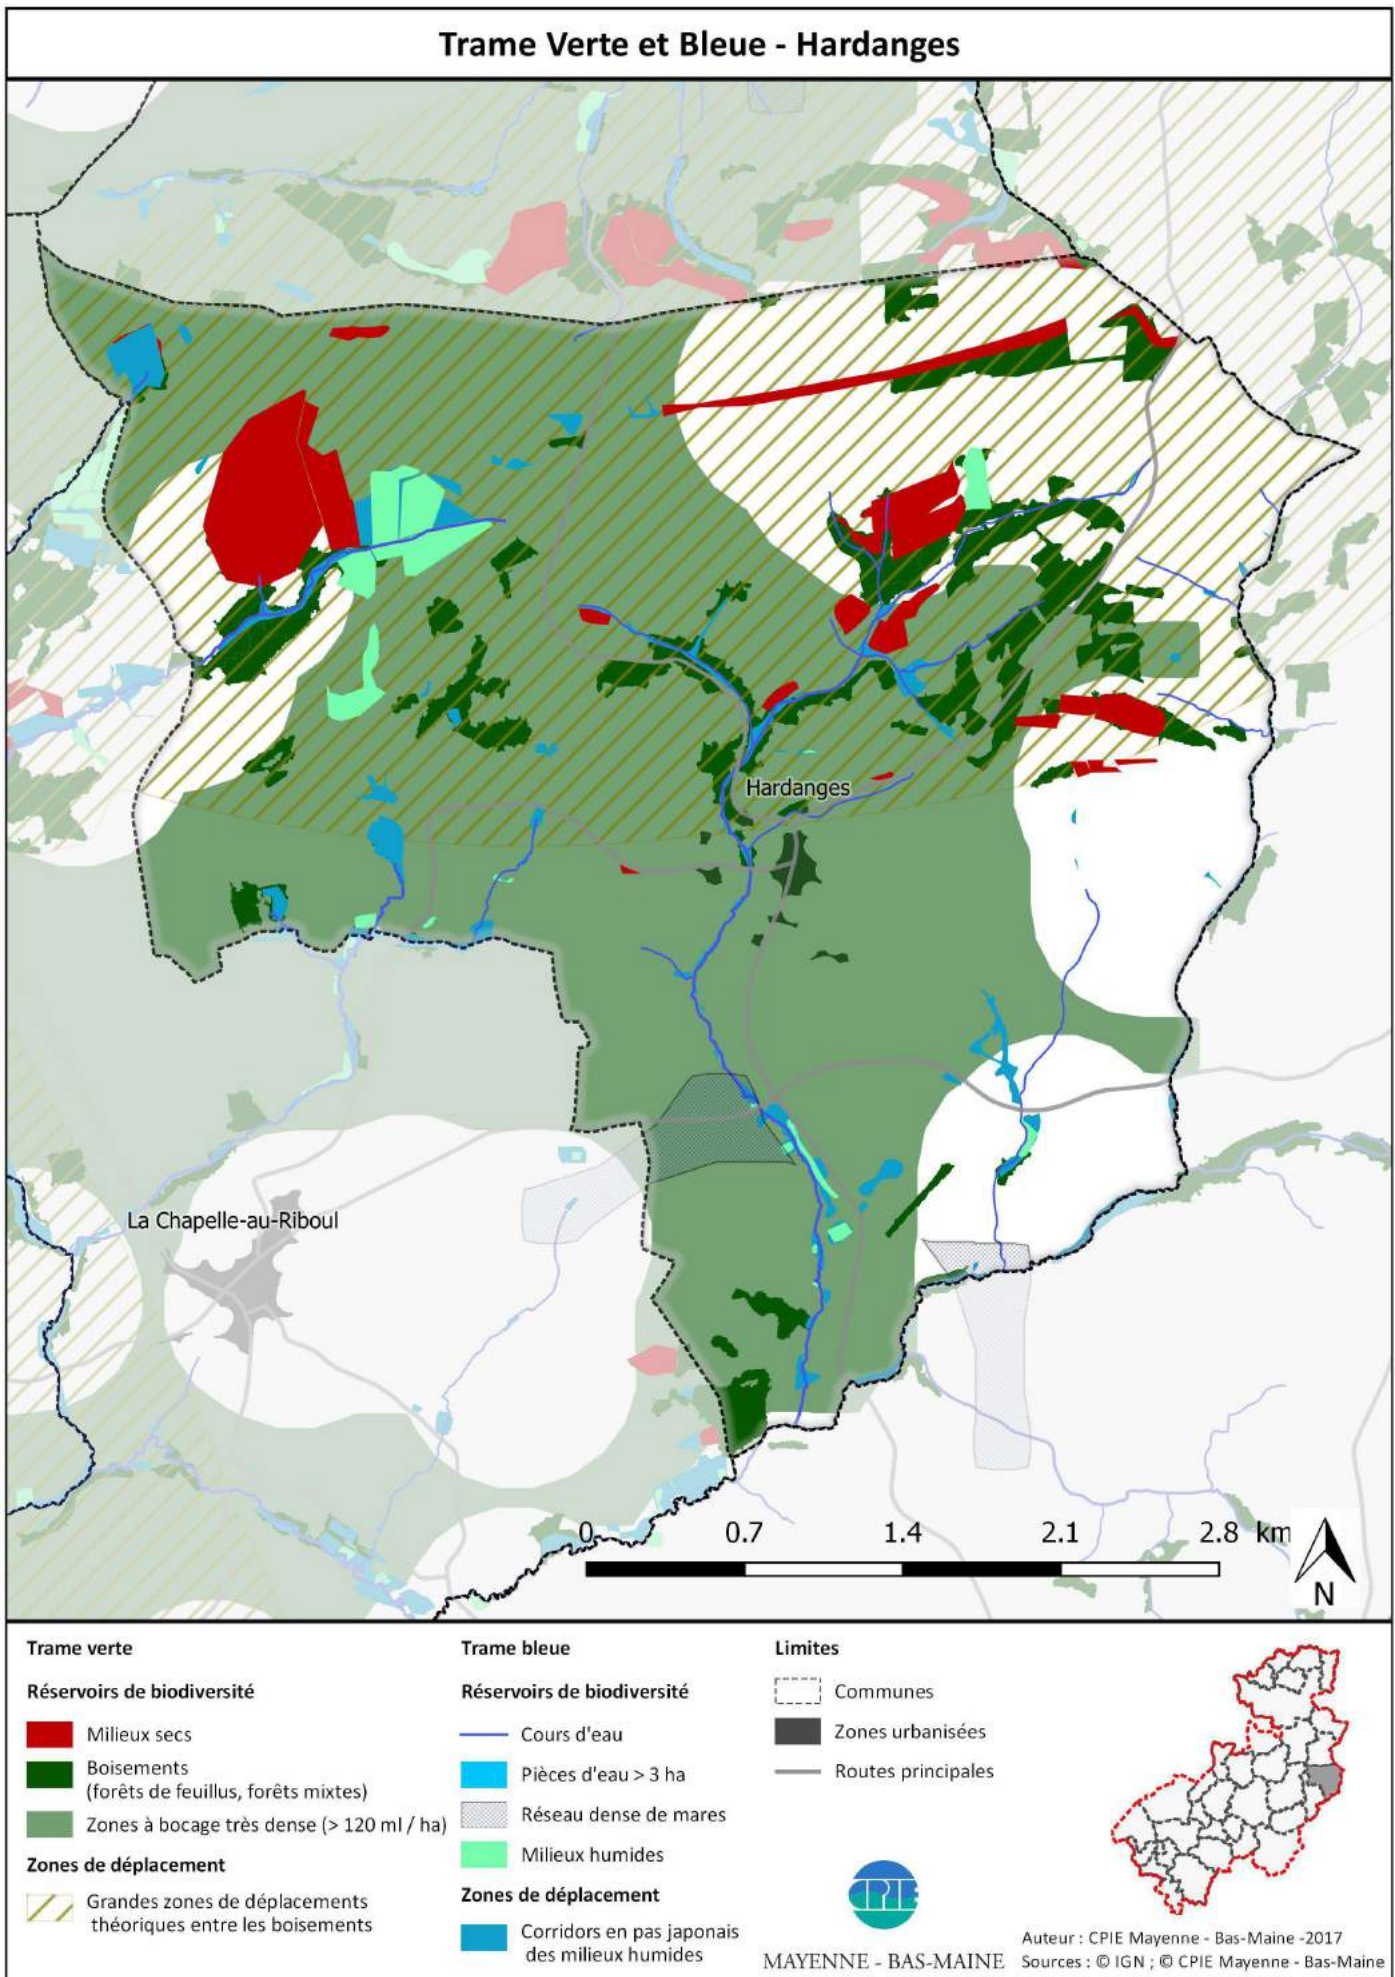 Trame Verte et Bleue - Hardanges
Hardanges
La Chapelle-au-Riboul
0 0.7 1.4 2.1 2.8 km
N
Trame verte
Réservoirs de biodiversité
Milieux secs
Boisements
(forêts de feuillus, forêts mixtes)
Zones à bocage très dense (> 120 ml / ha)
Zones de déplacement
Grandes zones de déplacements
théoriques entre les boisements
Trame bleue
Réservoirs de biodiversité
Cours d'eau
Pièces d'eau > 3 ha
Réseau dense de mares
Milieux humides
Zones de déplacement
Corridors en pas japonais
des milieux humides
Limites
Communes
Zones urbanisées
Routes principales
CPIE
MAYENNE - BAS-MAINE
Auteur : CPIE Mayenne - Bas-Maine -2017
Sources : © IGN ; © CPIE Mayenne - Bas-Maine